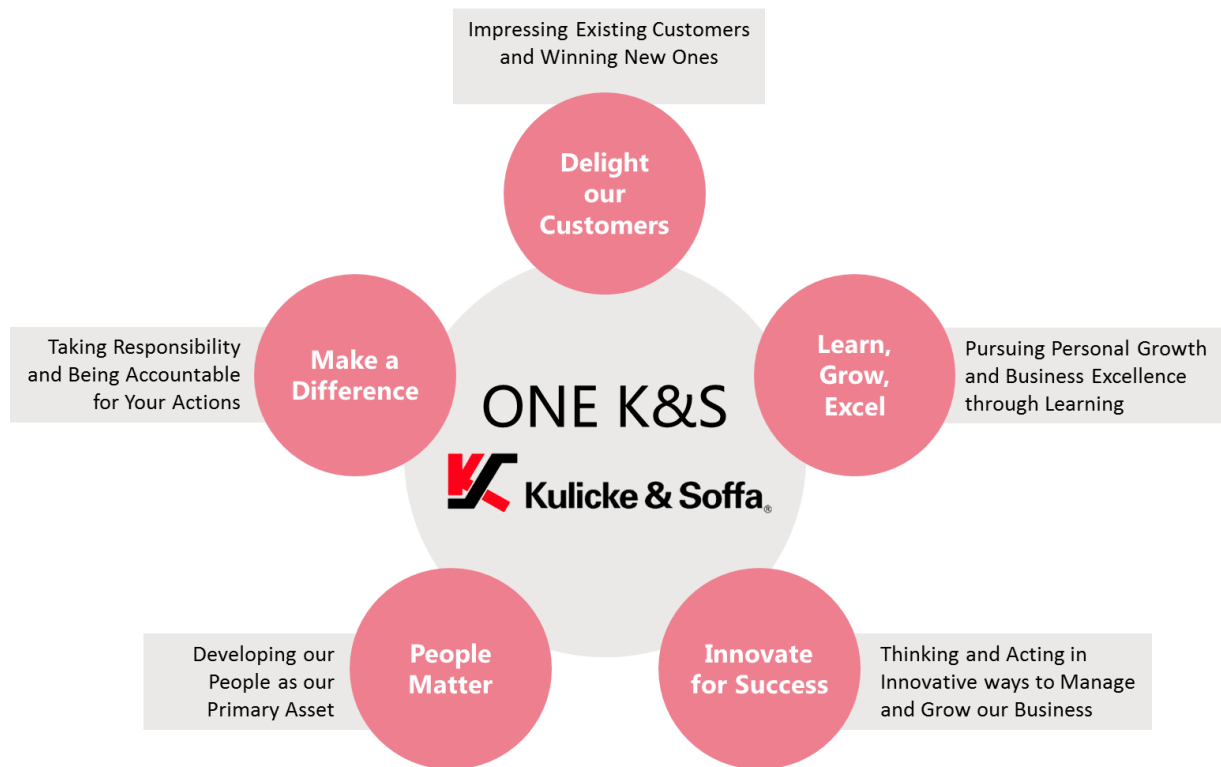 Impressing Existing Customers
and Winning New Ones
Delight
our
Customers
Taking Responsibility
and Being Accountable
for Your Actions
Make a
Difference
ONE K&S
Kulicke & Soffa®
Learn,
Grow,
Excel
Pursuing Personal Growth
and Business Excellence
through Learning
Developing our
People as our
Primary Asset
People
Matter
Innovate
for Success
Thinking and Acting in
Innovative ways to Manage
and Grow our Business